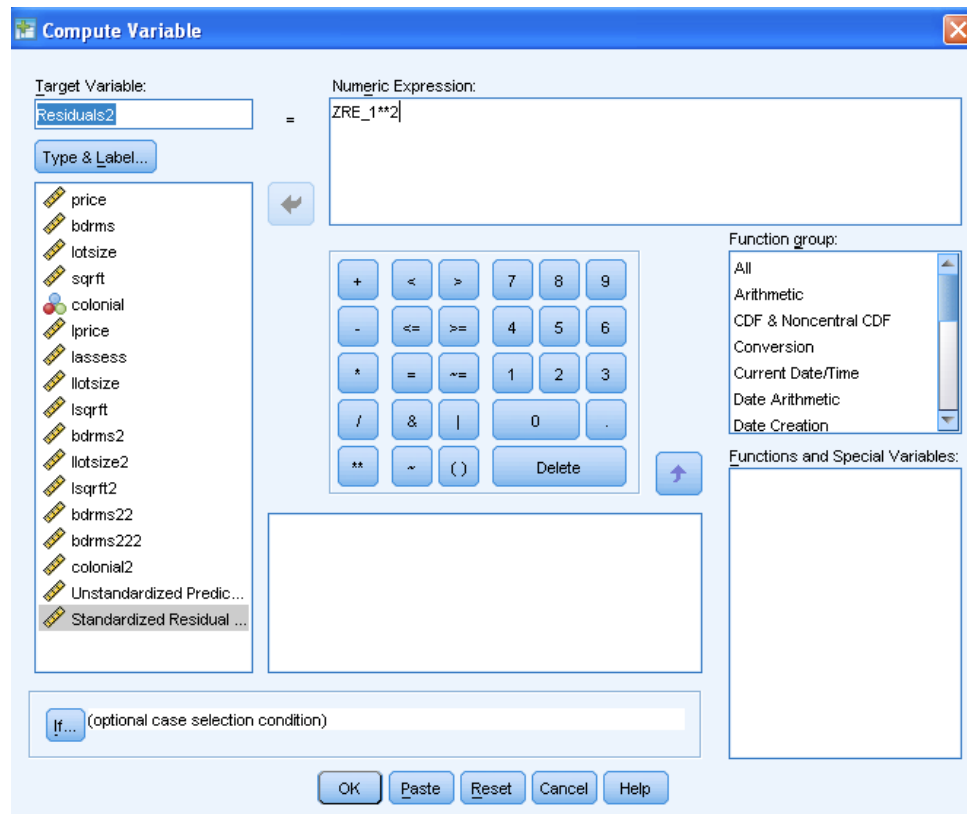 Compute Variable
Target Variable:
Residuals2
=
Numeric Expression:
ZRE_1**2
Type & Label...
price
bdrms
lotsize
sqrft
colonial
lprice
lassess
llotsize
lsqrft
bdrms2
llotsize2
lsqrft2
bdrms22
bdrms222
colonial2
Unstandardized Predic...
Standardized Residual ...
+ < > 7 8 9
- <= >= 4 5 6
* = ~= 1 2 3
/ & | 0 .
** ~ ( ) Delete
Function group:
All
Arithmetic
CDF & Noncentral CDF
Conversion
Current Date/Time
Date Arithmetic
Date Creation
Functions and Special Variables:
If... (optional case selection condition)
OK Paste Reset Cancel Help